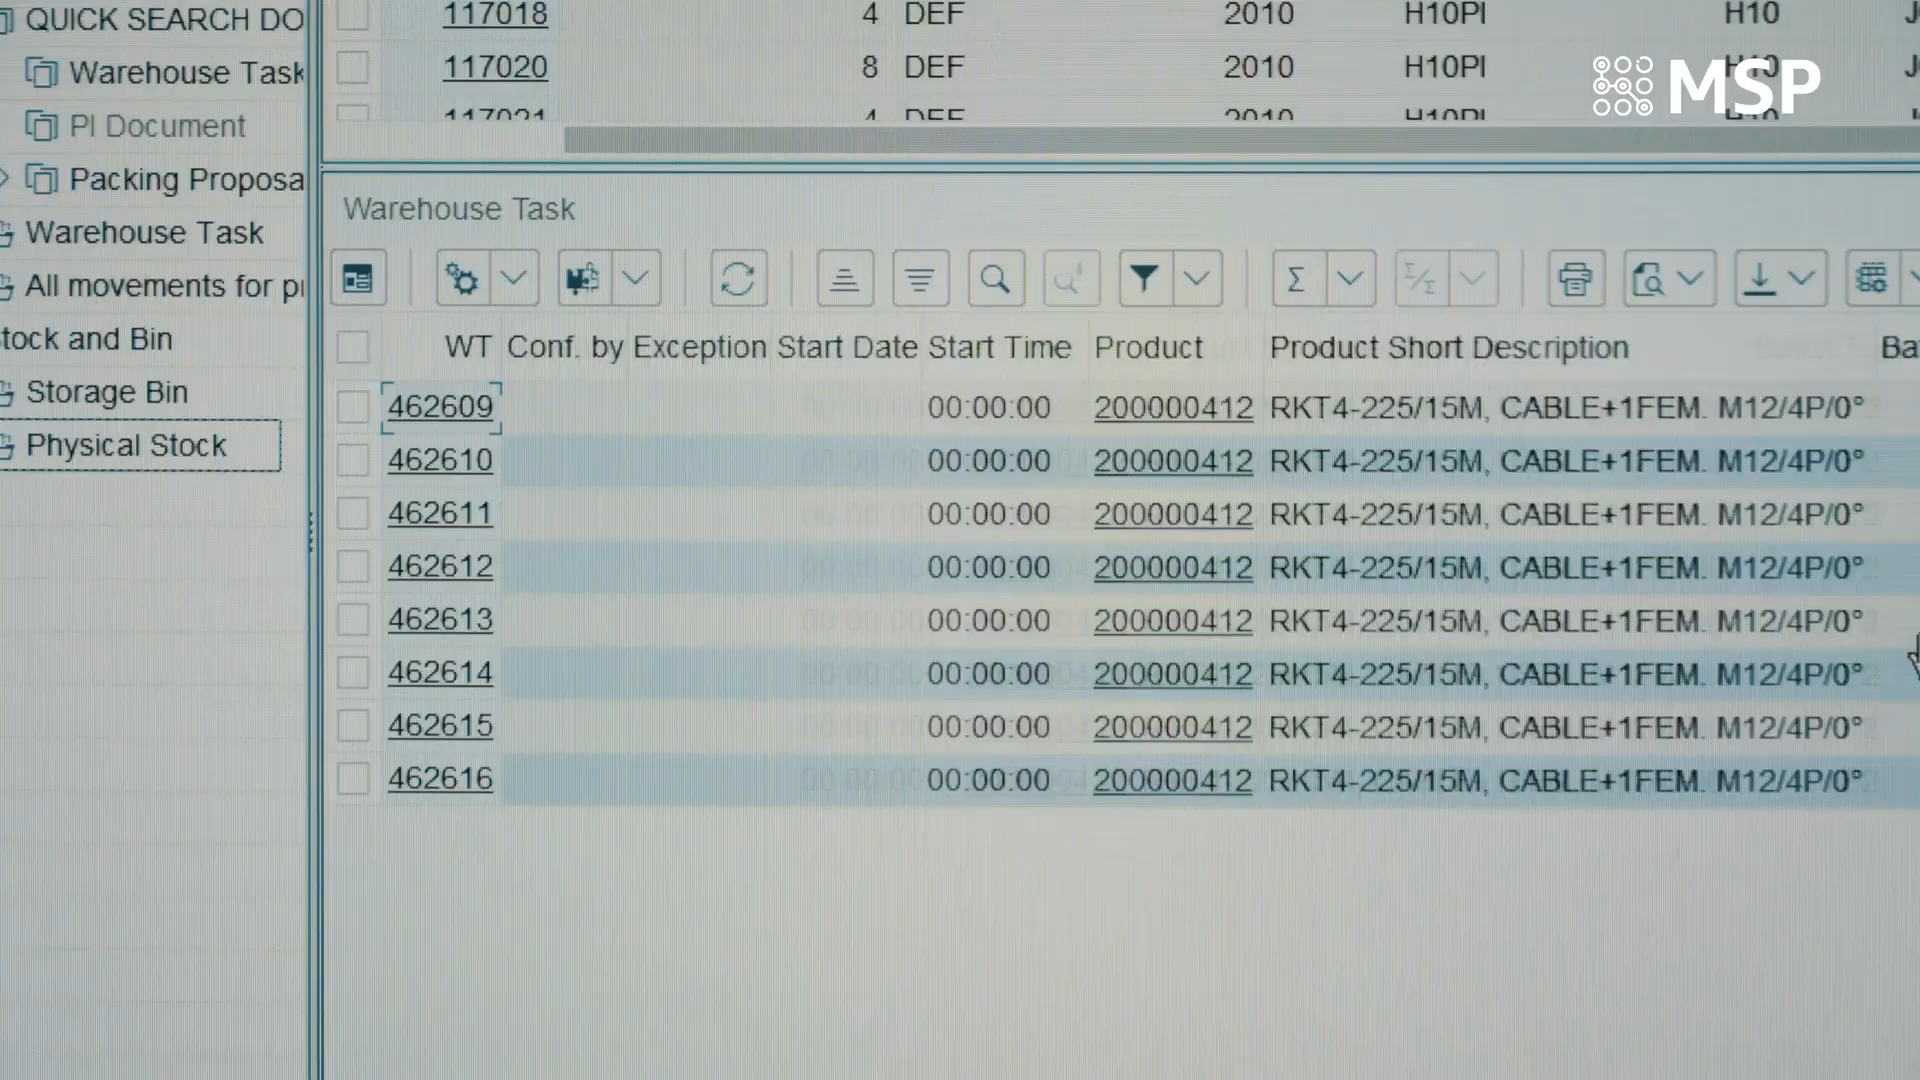 QUICK SEARCH DO
Warehouse Task
PI Document
Packing Proposa
Warehouse Task
All movements for pr
tock and Bin
Storage Bin
Physical Stock
117018 4 DEF 2010 H10PI H10
117020 8 DEF 2010 H10PI H10
117021 4 DEF 2010 H10PI H10
MSP
Warehouse Task
WT Conf. by Exception Start Date Start Time Product Product Short Description Ba
462609 00:00:00 200000412 RKT4-225/15M, CABLE+1FEM. M12/4P/0°
462610 00:00:00 200000412 RKT4-225/15M, CABLE+1FEM. M12/4P/0°
462611 00:00:00 200000412 RKT4-225/15M, CABLE+1FEM. M12/4P/0°
462612 00:00:00 200000412 RKT4-225/15M, CABLE+1FEM. M12/4P/0°
462613 00:00:00 200000412 RKT4-225/15M, CABLE+1FEM. M12/4P/0°
462614 00:00:00 200000412 RKT4-225/15M, CABLE+1FEM. M12/4P/0°
462615 00:00:00 200000412 RKT4-225/15M, CABLE+1FEM. M12/4P/0°
462616 00:00:00 200000412 RKT4-225/15M, CABLE+1FEM. M12/4P/0°